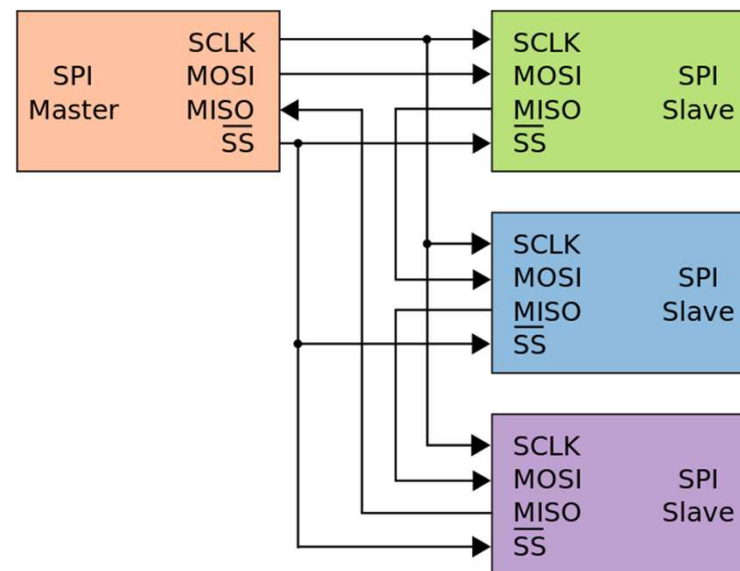 SCLK
SPI MOSI
Master MISO
SS
SCLK
MOSI SPI
MISO Slave
SS
SCLK
MOSI SPI
MISO Slave
SS
SCLK
MOSI SPI
MISO Slave
SS